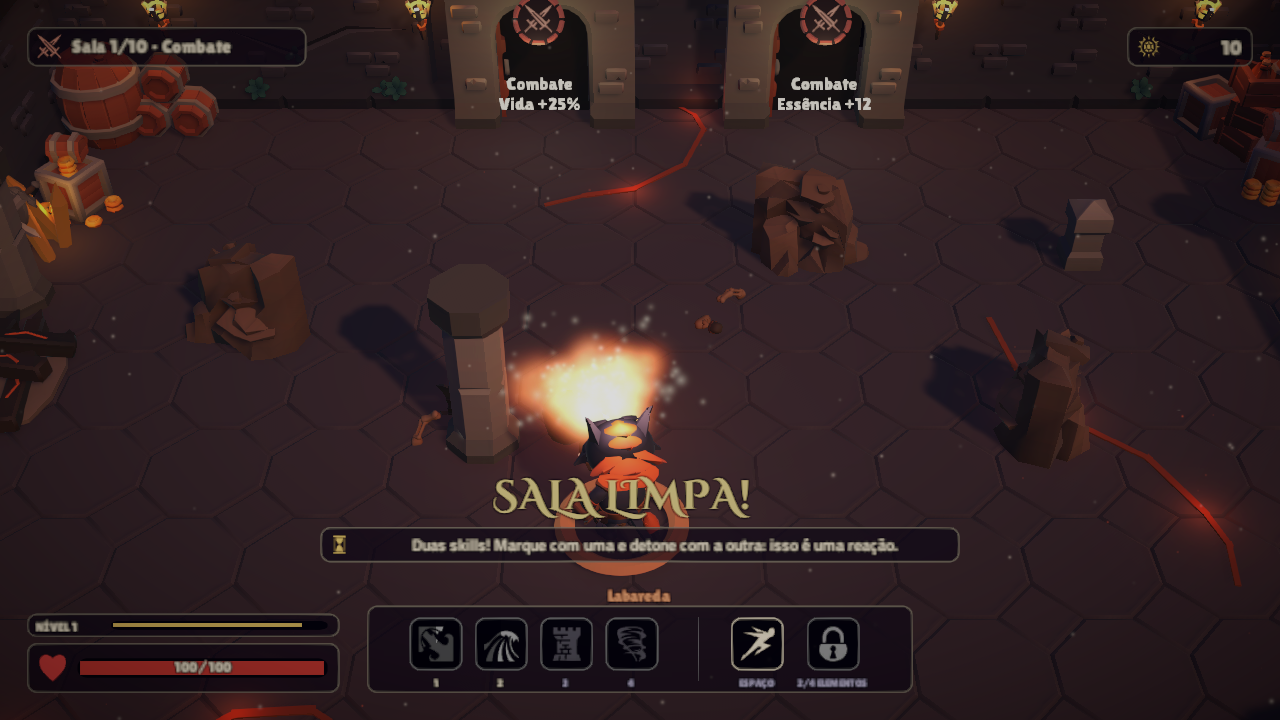 Sala 1/10 - Combate
10
Combate
Vida +25%
Combate
Essência +12
SALA LIMPA!
Duas skills! Marque com uma e detone com a outra: isso é uma reação.
Labareda
NÍVEL 1
100/100
1
2
3
4
ESPAÇO
2/4 ELEMENTOS